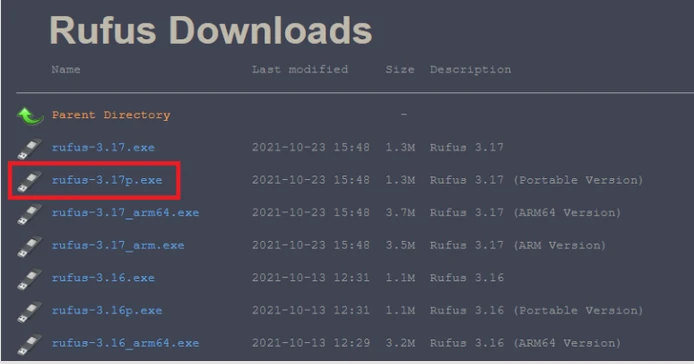 Rufus Downloads
Name Last modified Size Description
Parent Directory -
rufus-3.17.exe 2021-10-23 15:48 1.3M Rufus 3.17
rufus-3.17p.exe 2021-10-23 15:48 1.3M Rufus 3.17 (Portable Version)
rufus-3.17_arm64.exe 2021-10-23 15:48 3.7M Rufus 3.17 (ARM64 Version)
rufus-3.17_arm.exe 2021-10-23 15:48 3.5M Rufus 3.17 (ARM Version)
rufus-3.16.exe 2021-10-13 12:31 1.1M Rufus 3.16
rufus-3.16p.exe 2021-10-13 12:31 1.1M Rufus 3.16 (Portable Version)
rufus-3.16_arm64.exe 2021-10-13 12:29 3.2M Rufus 3.16 (ARM64 Version)